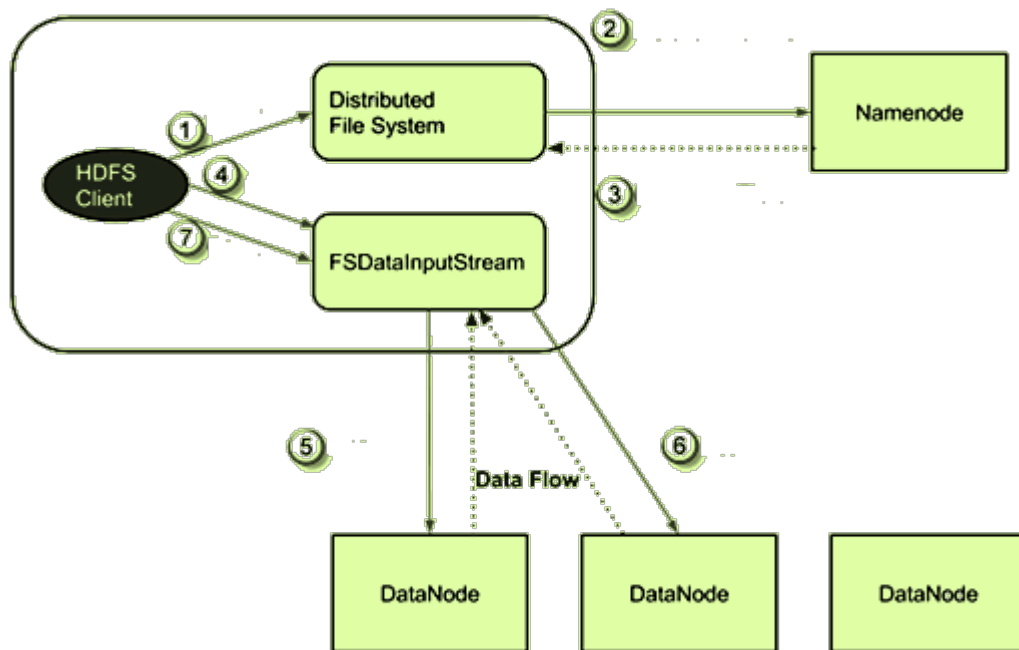 2
Distributed
File System
Namenode
1
HDFS
Client
4
3
7
FSDataInputStream
5
6
Data Flow
DataNode
DataNode
DataNode